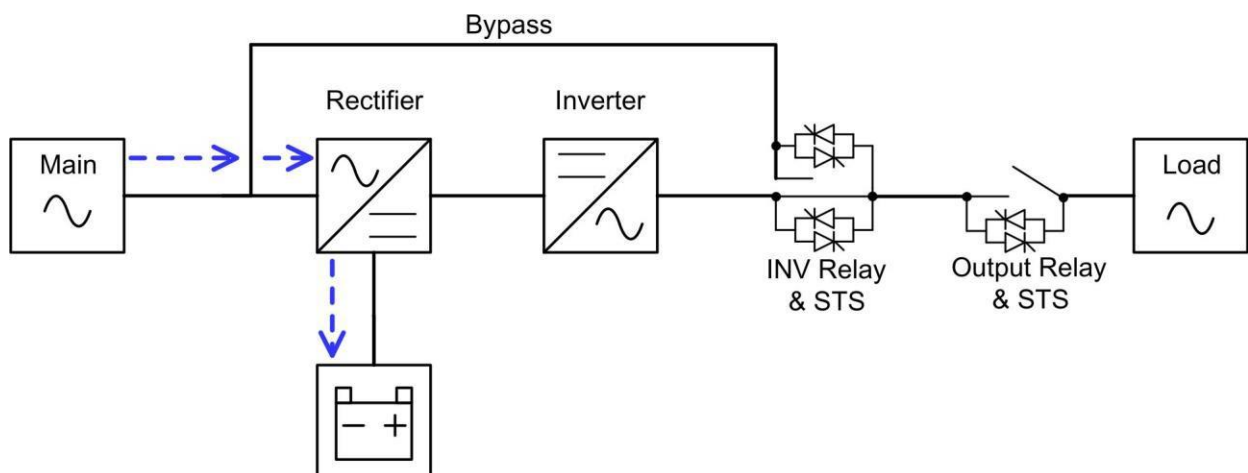 Bypass
Rectifier
Inverter
Main
Load
INV Relay
& STS
Output Relay
& STS